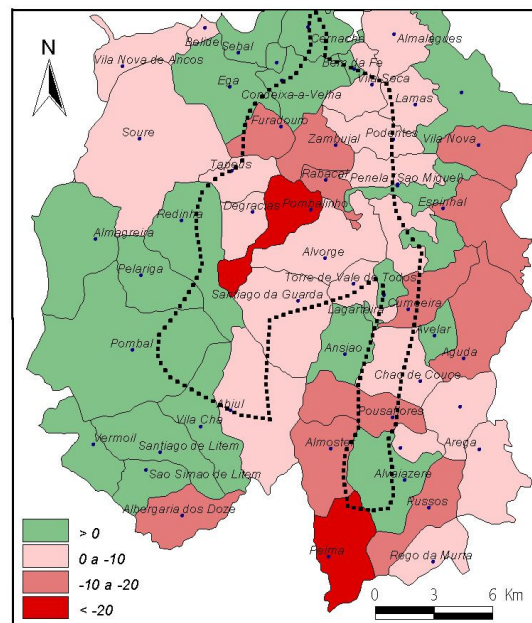 N
Belide
Sebal
Cernache
Almalagues
Vila Nova de Ancos
Bem da Fe
Vila Seca
Ega
Condeixa-a-Velha
Lamas
Furadouro
Soure
Zambujal
Podentes
Vila Nova
Tapeus
Rabacal
Penela Sao Miguel
Espinhal
Redinha
Degracias
Pombalinho
Almagreira
Alvorge
Pelariga
Torre de Vale de Todos
Santiago da Guarda
Lagarteira
Cumeeira
Avelar
Pombal
Ansiao
Aguda
Chao de Couce
Abiul
Pousaflores
Vila Cha
Vermoil
Santiago de Litem
Almoster
Arega
Sao Simao de Litem
Alvaiazere
Albergaria dos Doze
Russos
Pelma
Rego da Murta
> 0
0 a -10
-10 a -20
< -20
0 3 6 Km